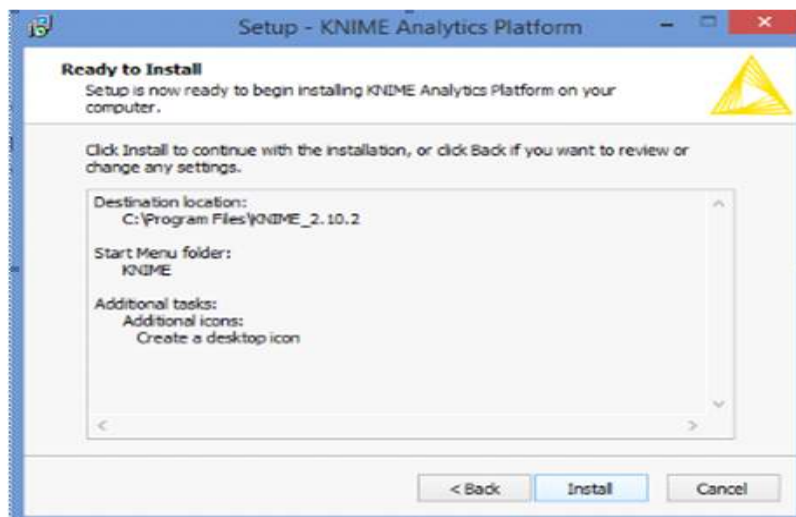 Setup - KNIME Analytics Platform
Ready to Install
Setup is now ready to begin installing KNIME Analytics Platform on your
computer.
Click Install to continue with the installation, or click Back if you want to review or
change any settings.
Destination location:
C:\Program Files\KNIME_2.10.2
Start Menu folder:
KNIME
Additional tasks:
Additional icons:
Create a desktop icon
< Back Install Cancel